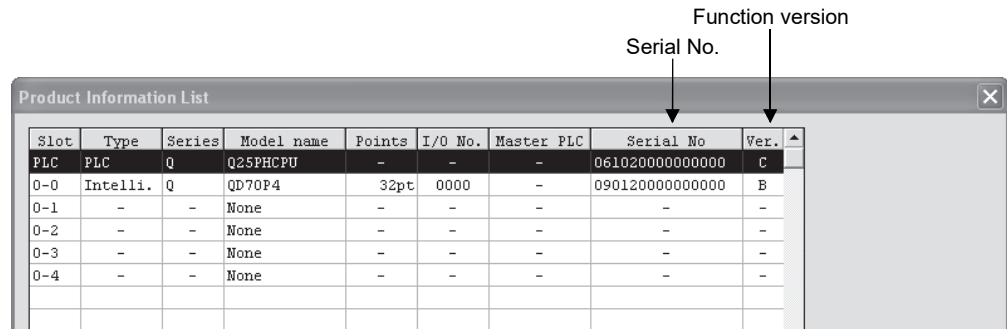 Function version
Serial No.
Product Information List
Slot Type Series Model name Points I/O No. Master PLC Serial No Ver.
PLC PLC Q Q25PHCPU - - - 061020000000000 C
0-0 Intelli. Q QD70P4 32pt 0000 - 090120000000000 B
0-1 - - None - - - - -
0-2 - - None - - - - -
0-3 - - None - - - - -
0-4 - - None - - - - -